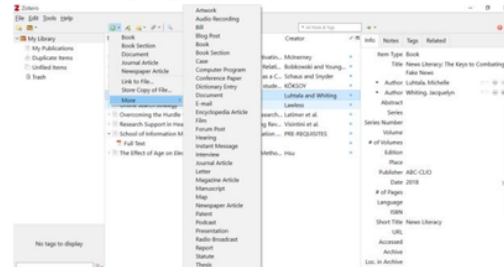 Zotero
File Edit Tools Help
My Library
My Publications
Duplicate Items
Unfiled Items
Trash
No tags to display
Book
Book Section
Document
Journal Article
Newspaper Article
Link to File...
Store Copy of File...
More
Overcoming the Hurdle
Research Support in Hea
School of Information M
Full Text
The Effect of Age on Ele
Artwork
Audio Recording
Bill
Blog Post
Book
Book Section
Case
Computer Program
Conference Paper
Dictionary Entry
Document
E-mail
Encyclopedia Article
Film
Forum Post
Hearing
Instant Message
Interview
Journal Article
Letter
Magazine Article
Manuscript
Map
Newspaper Article
Patent
Podcast
Presentation
Radio Broadcast
Report
Statute
Thesis
Creator
McInerney
Bobkowski and Young...
Schaus and Snyder
KÖKSOY
Luhtala and Whiting
Lawless
Latimer et al.
Visintini et al.
PRE-REQUISITES
Hsu
Info Notes Tags Related
Item Type Book
Title News Literacy: The Keys to Combating
Fake News
Author Luhtala, Michelle
Author Whiting, Jacquelyn
Abstract
Series
Series Number
Volume
# of Volumes
Edition
Place
Publisher ABC-CLIO
Date 2018
# of Pages
Language
ISBN
Short Title News Literacy
URL
Accessed
Archive
Loc. in Archive